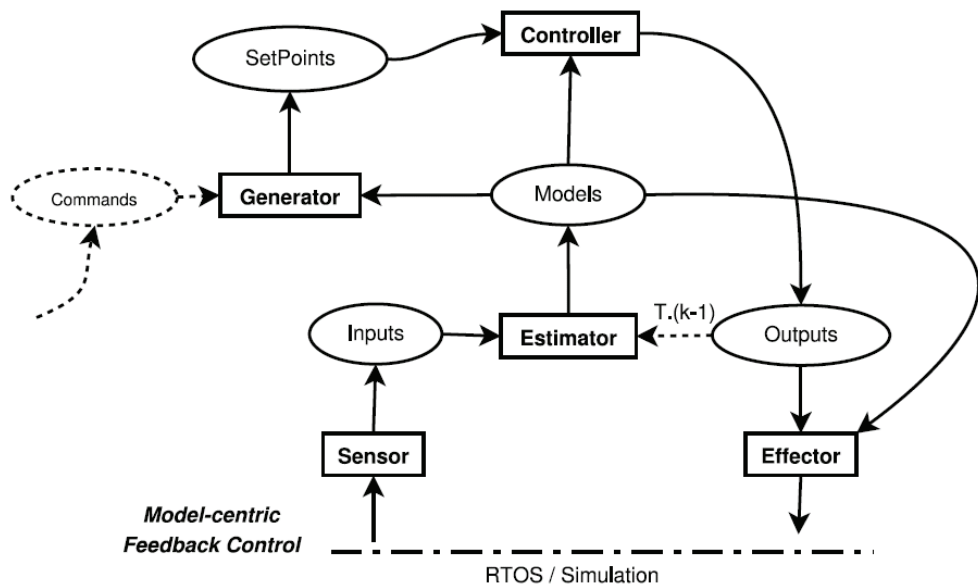 Controller
SetPoints
Commands
Generator
Models
T.(k-1)
Inputs
Estimator
Outputs
Sensor
Effector
Model-centric
Feedback Control
RTOS / Simulation